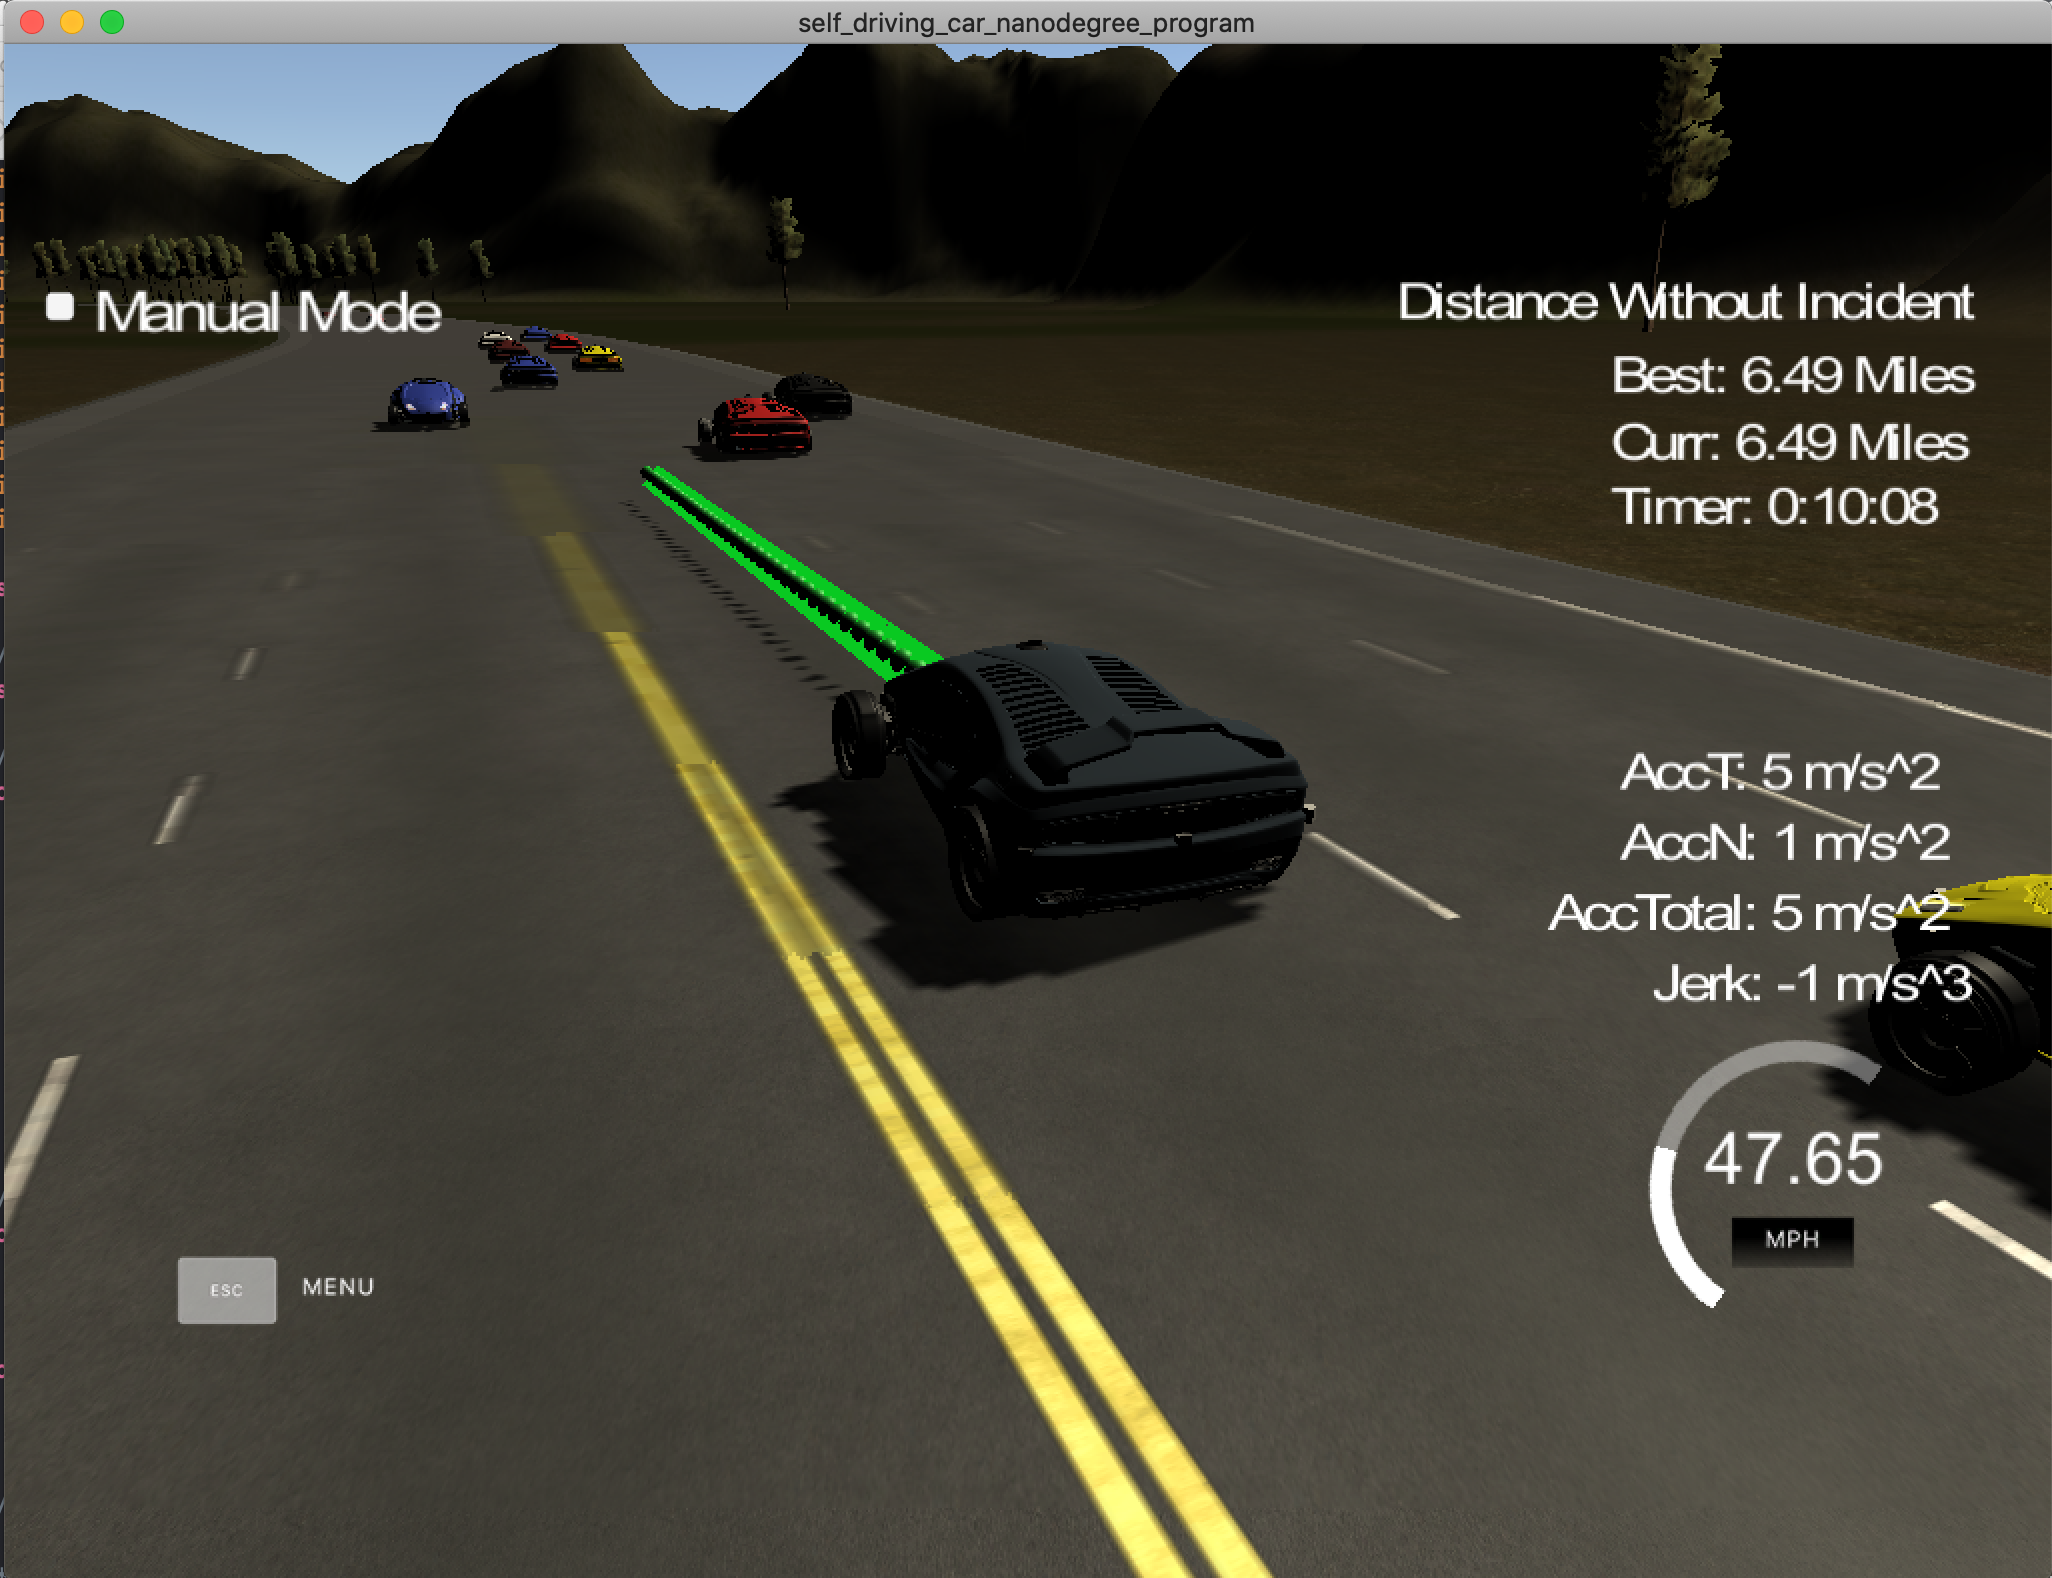 self_driving_car_nanodegree_program
Manual Mode
Distance Without Incident
Best: 6.49 Miles
Curr: 6.49 Miles
Timer: 0:10:08
AccT: 5 m/s^2
AccN: 1 m/s^2
AccTotal: 5 m/s^2
Jerk: -1 m/s^3
47.65
MPH
ESC MENU